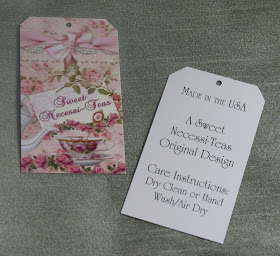 Sweet
Necessi-Teas
Made in the USA
A Sweet
Necessi-Teas
Original Design
Care Instructions:
Dry Clean or Hand
Wash/Air Dry